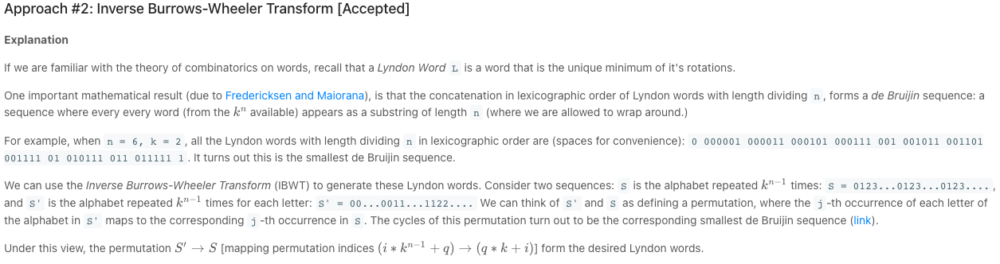 Approach #2: Inverse Burrows-Wheeler Transform [Accepted]
Explanation
If we are familiar with the theory of combinatorics on words, recall that a Lyndon Word L is a word that is the unique minimum of it's rotations.
One important mathematical result (due to Fredericksen and Maiorana), is that the concatenation in lexicographic order of Lyndon words with length dividing n, forms a de Bruijin sequence: a
sequence where every every word (from the k^n available) appears as a substring of length n (where we are allowed to wrap around.)
For example, when n = 6, k = 2, all the Lyndon words with length dividing n in lexicographic order are (spaces for convenience): 0 000001 000011 000101 000111 001 001011 001101
001111 01 010111 011 011111 1. It turns out this is the smallest de Bruijin sequence.
We can use the Inverse Burrows-Wheeler Transform (IBWT) to generate these Lyndon words. Consider two sequences: S is the alphabet repeated k^{n-1} times: S = 0123...0123...0123....,
and S' is the alphabet repeated k^{n-1} times for each letter: S' = 00...0011...1122.... We can think of S' and S as defining a permutation, where the j-th occurrence of each letter of
the alphabet in S' maps to the corresponding j-th occurrence in S. The cycles of this permutation turn out to be the corresponding smallest de Bruijin sequence (link).
Under this view, the permutation S' → S [mapping permutation indices (i * k^{n-1} + q) → (q * k + i)] form the desired Lyndon words.